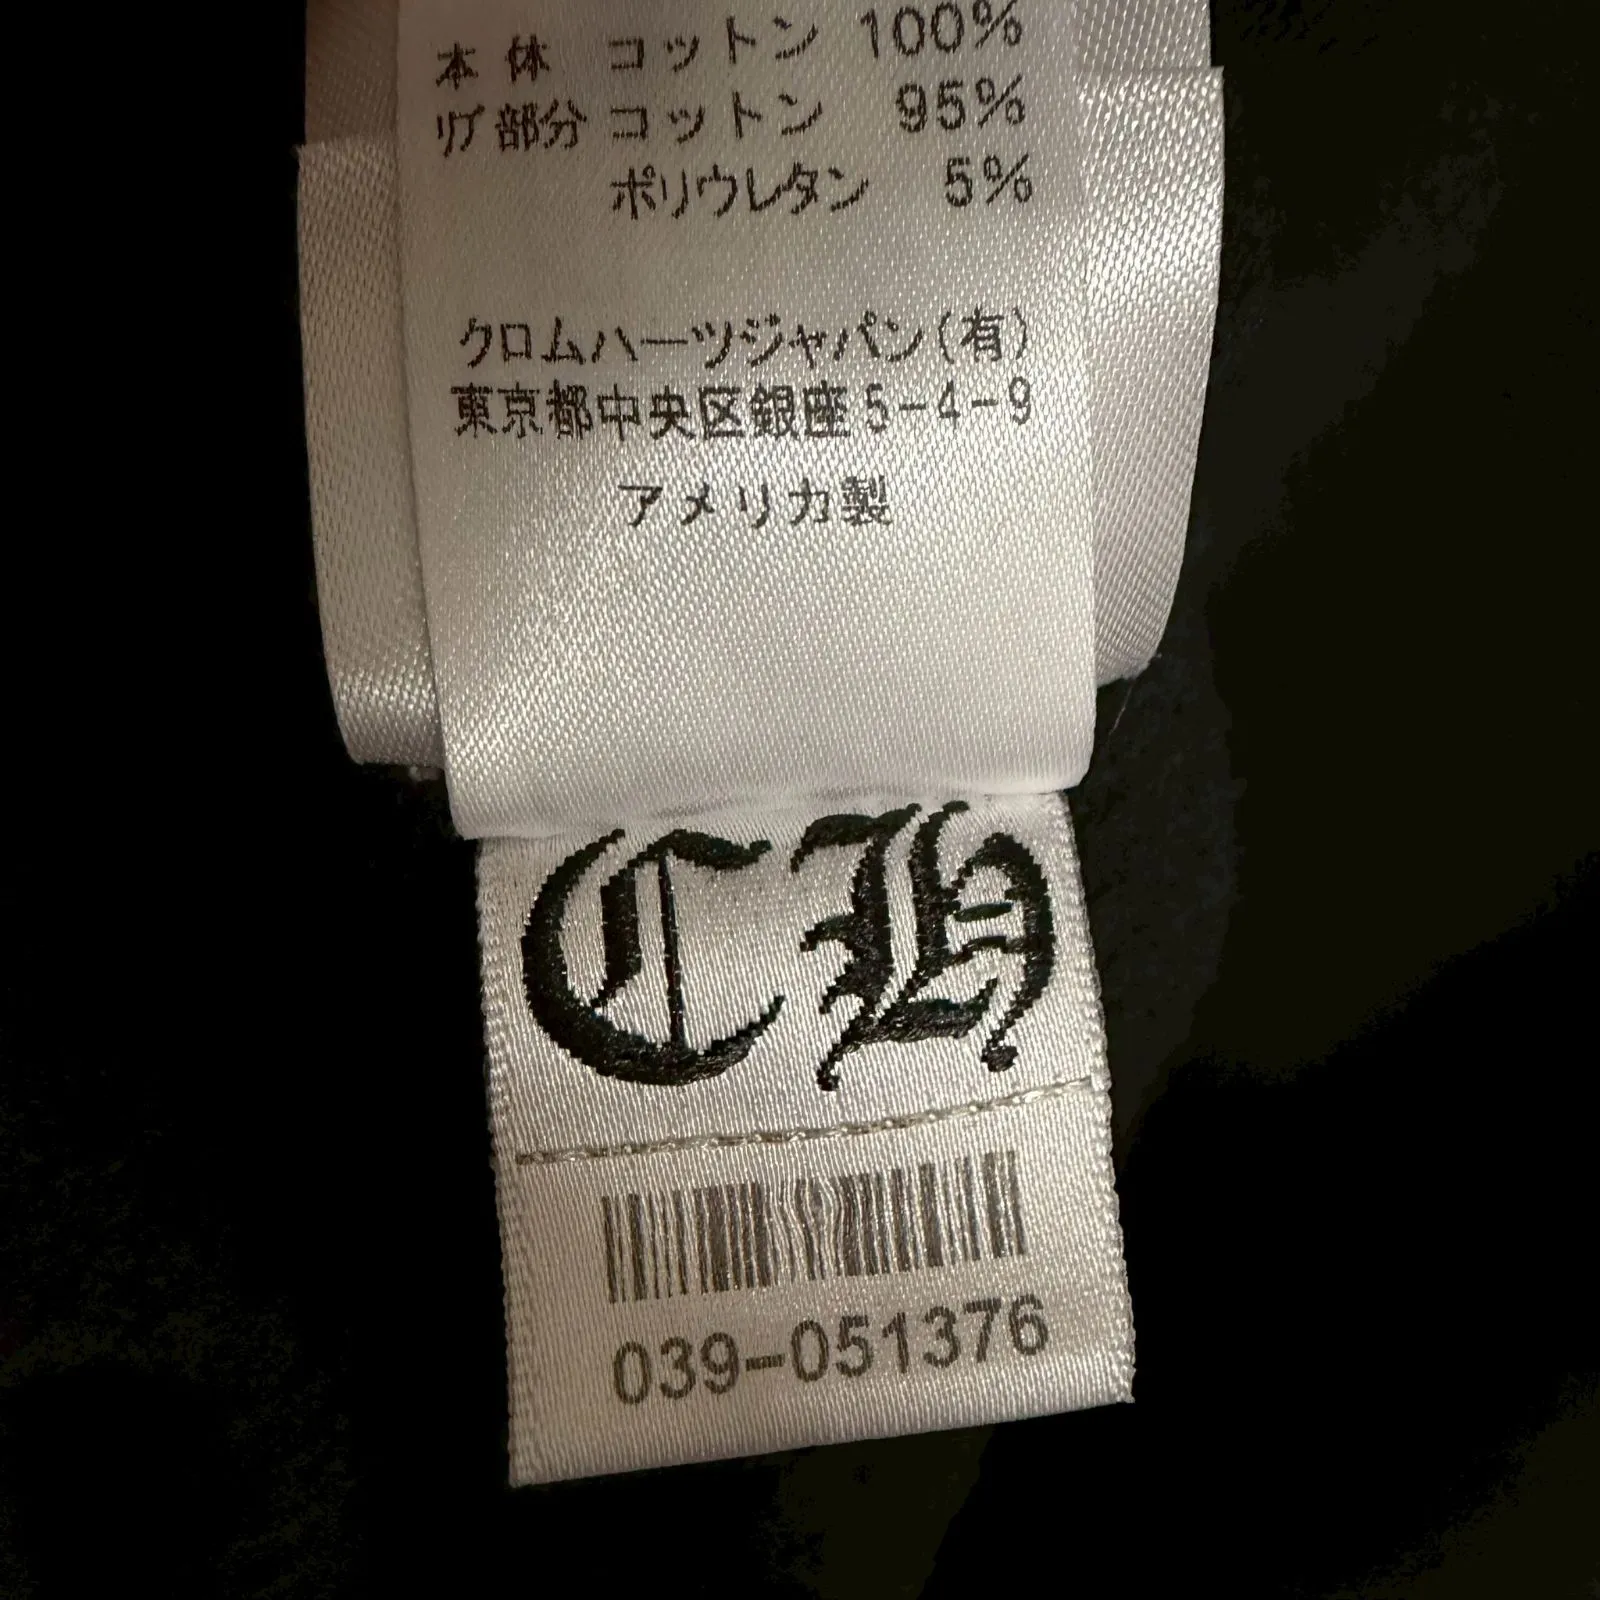 本体 コットン 100%
リブ部分 コットン 95%
ポリウレタン 5%
クロムハーツジャパン(有)
東京都中央区銀座5-4-9
アメリカ製
CH
039-051376